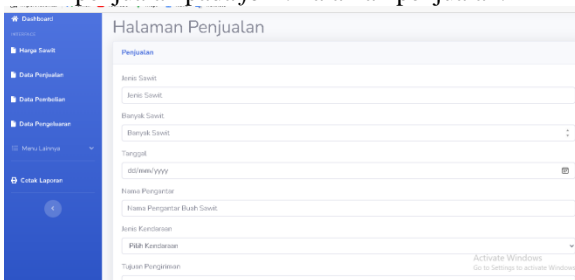 Dashboard
INTERFACE
Harga Sawit
Data Penjualan
Data Pembelian
Data Pengeluaran
Menu Lainnya
Cetak Laporan
Halaman Penjualan
Penjualan
Jenis Sawit
Jenis Sawit
Banyak Sawit
Banyak Sawit
Tanggal
dd/mm/yyyy
Nama Pengantar
Nama Pengantar Buah Sawit
Jenis Kendaraan
Pilih Kendaraan
Tujuan Pengiriman
Activate Windows
Go to Settings to activate Windows